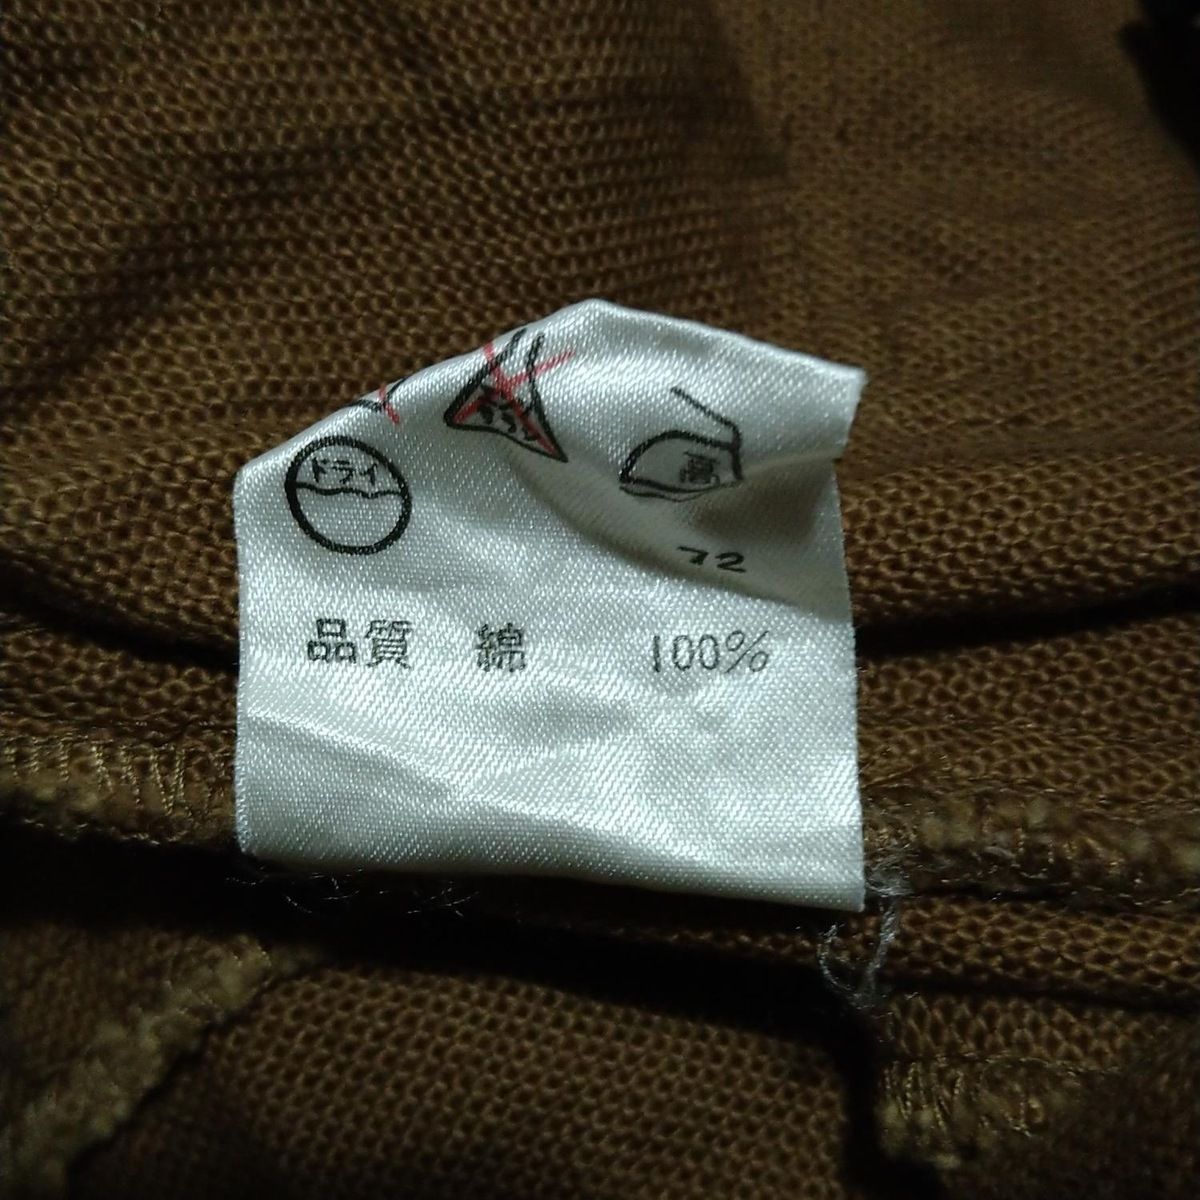 ドライ
高
72
品質 綿 100%